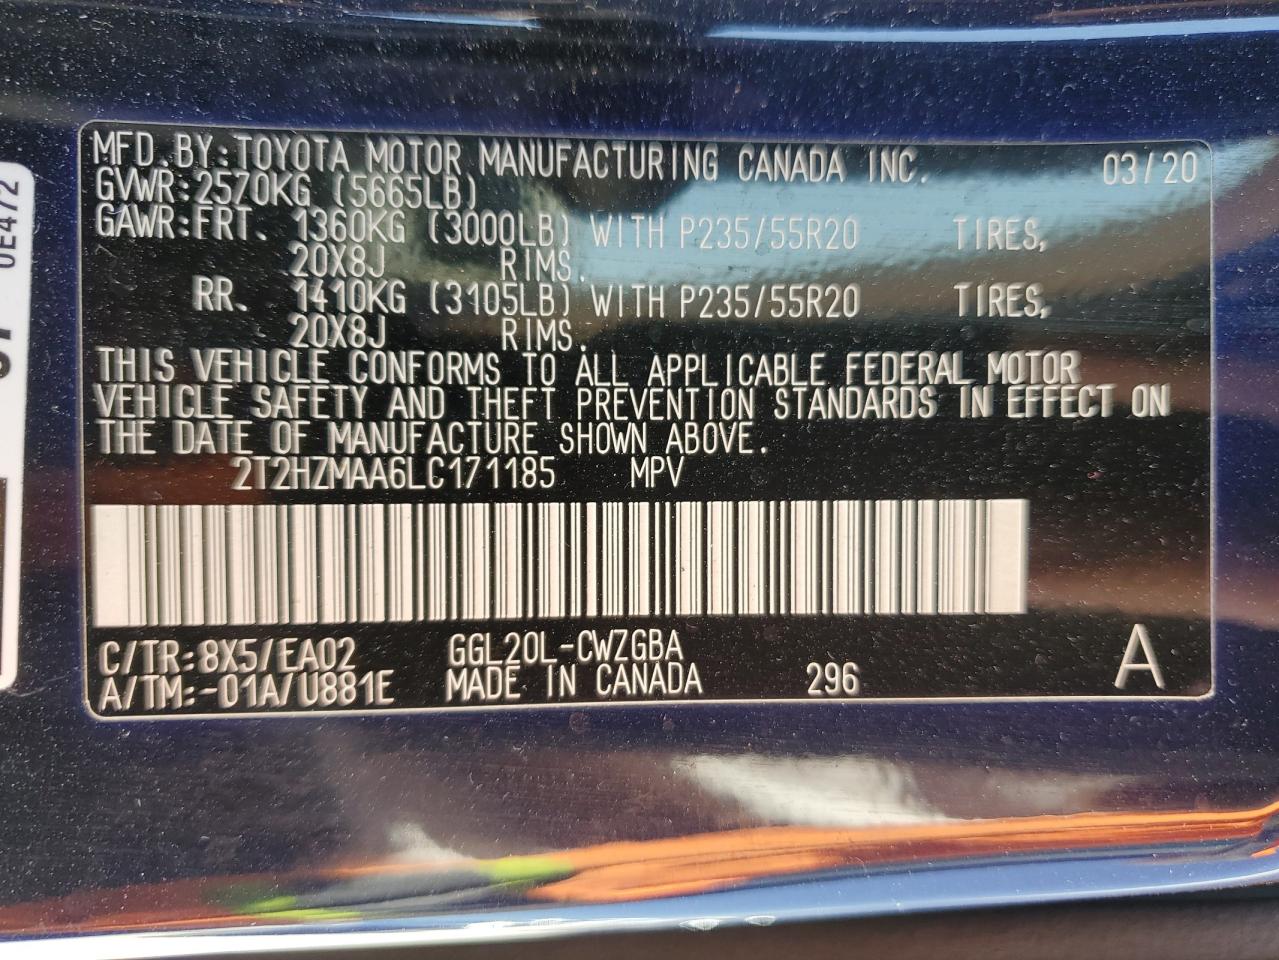 MFD.BY:TOYOTA MOTOR MANUFACTURING CANADA INC. 03/20
GVWR:2570KG (5665LB)
GAWR:FRT. 1360KG (3000LB) WITH P235/55R20 TIRES,
20X8J RIMS.
RR. 1410KG (3105LB) WITH P235/55R20 TIRES,
20X8J RIMS.
THIS VEHICLE CONFORMS TO ALL APPLICABLE FEDERAL MOTOR
VEHICLE SAFETY AND THEFT PREVENTION STANDARDS IN EFFECT ON
THE DATE OF MANUFACTURE SHOWN ABOVE.
2T2HZMAA6LC171185 MPV
C/TR:8X5/EA02 GGL20L-CWZGBA
A/TM:-01A/U881E MADE IN CANADA 296 A
0E472